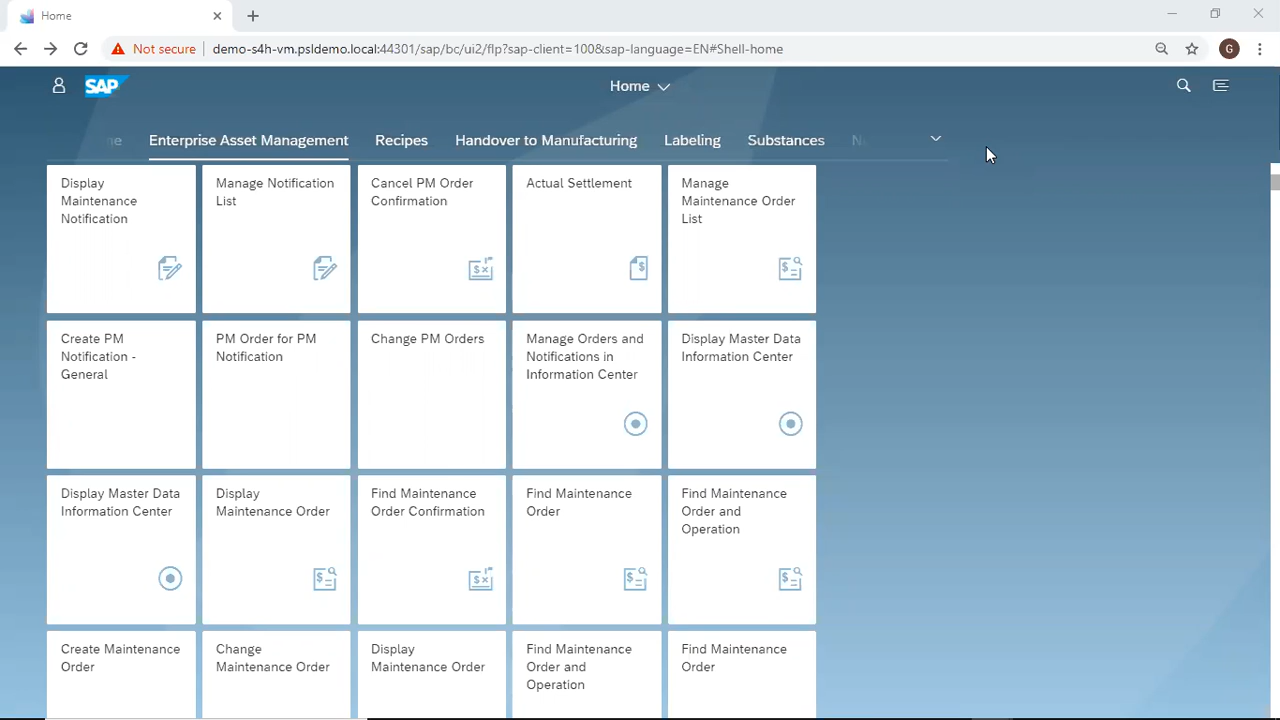 Home
Not secure
demo-s4h-vm.psldemo.local:44301/sap/bc/ui2/flp?sap-client=100&sap-language=EN#Shell-home
G
SAP
Home
Enterprise Asset Management
Recipes
Handover to Manufacturing
Labeling
Substances
Display
Maintenance
Notification
Manage Notification
List
Cancel PM Order
Confirmation
Actual Settlement
Manage
Maintenance Order
List
Create PM
Notification -
General
PM Order for PM
Notification
Change PM Orders
Manage Orders and
Notifications in
Information Center
Display Master Data
Information Center
Display Master Data
Information Center
Display
Maintenance Order
Find Maintenance
Order Confirmation
Find Maintenance
Order
Find Maintenance
Order and
Operation
Create Maintenance
Order
Change
Maintenance Order
Display
Maintenance Order
Find Maintenance
Order and
Operation
Find Maintenance
Order